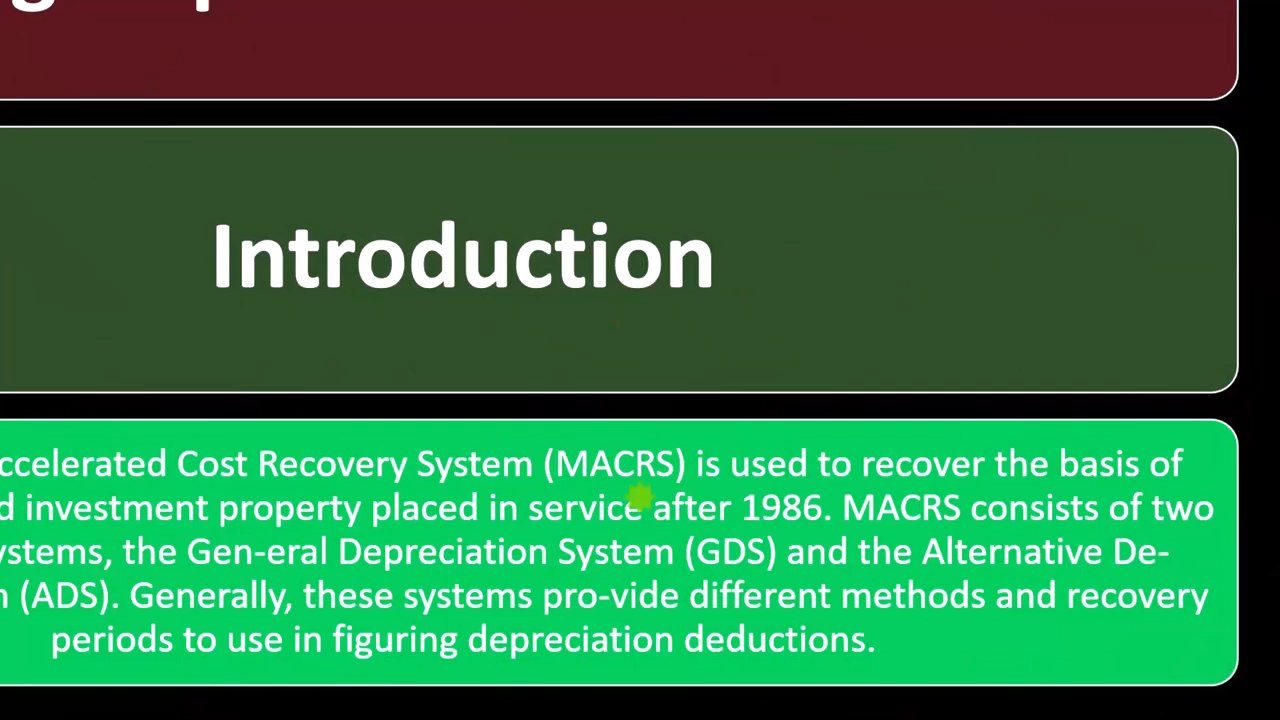 Introduction
ccelerated Cost Recovery System (MACRS) is used to recover the basis of
d investment property placed in service after 1986. MACRS consists of two
ystems, the Gen-eral Depreciation System (GDS) and the Alternative De-
n (ADS). Generally, these systems pro-vide different methods and recovery
periods to use in figuring depreciation deductions.